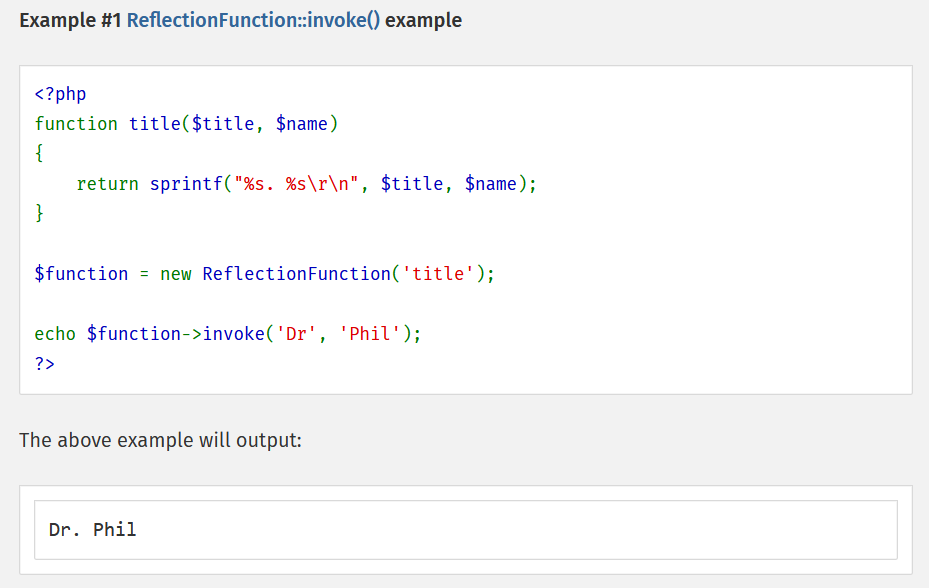 Example #1 ReflectionFunction::invoke() example
<?php
function title($title, $name)
{
    return sprintf("%s. %s\r\n", $title, $name);
}
$function = new ReflectionFunction('title');
echo $function->invoke('Dr', 'Phil');
?>
The above example will output:
Dr. Phil